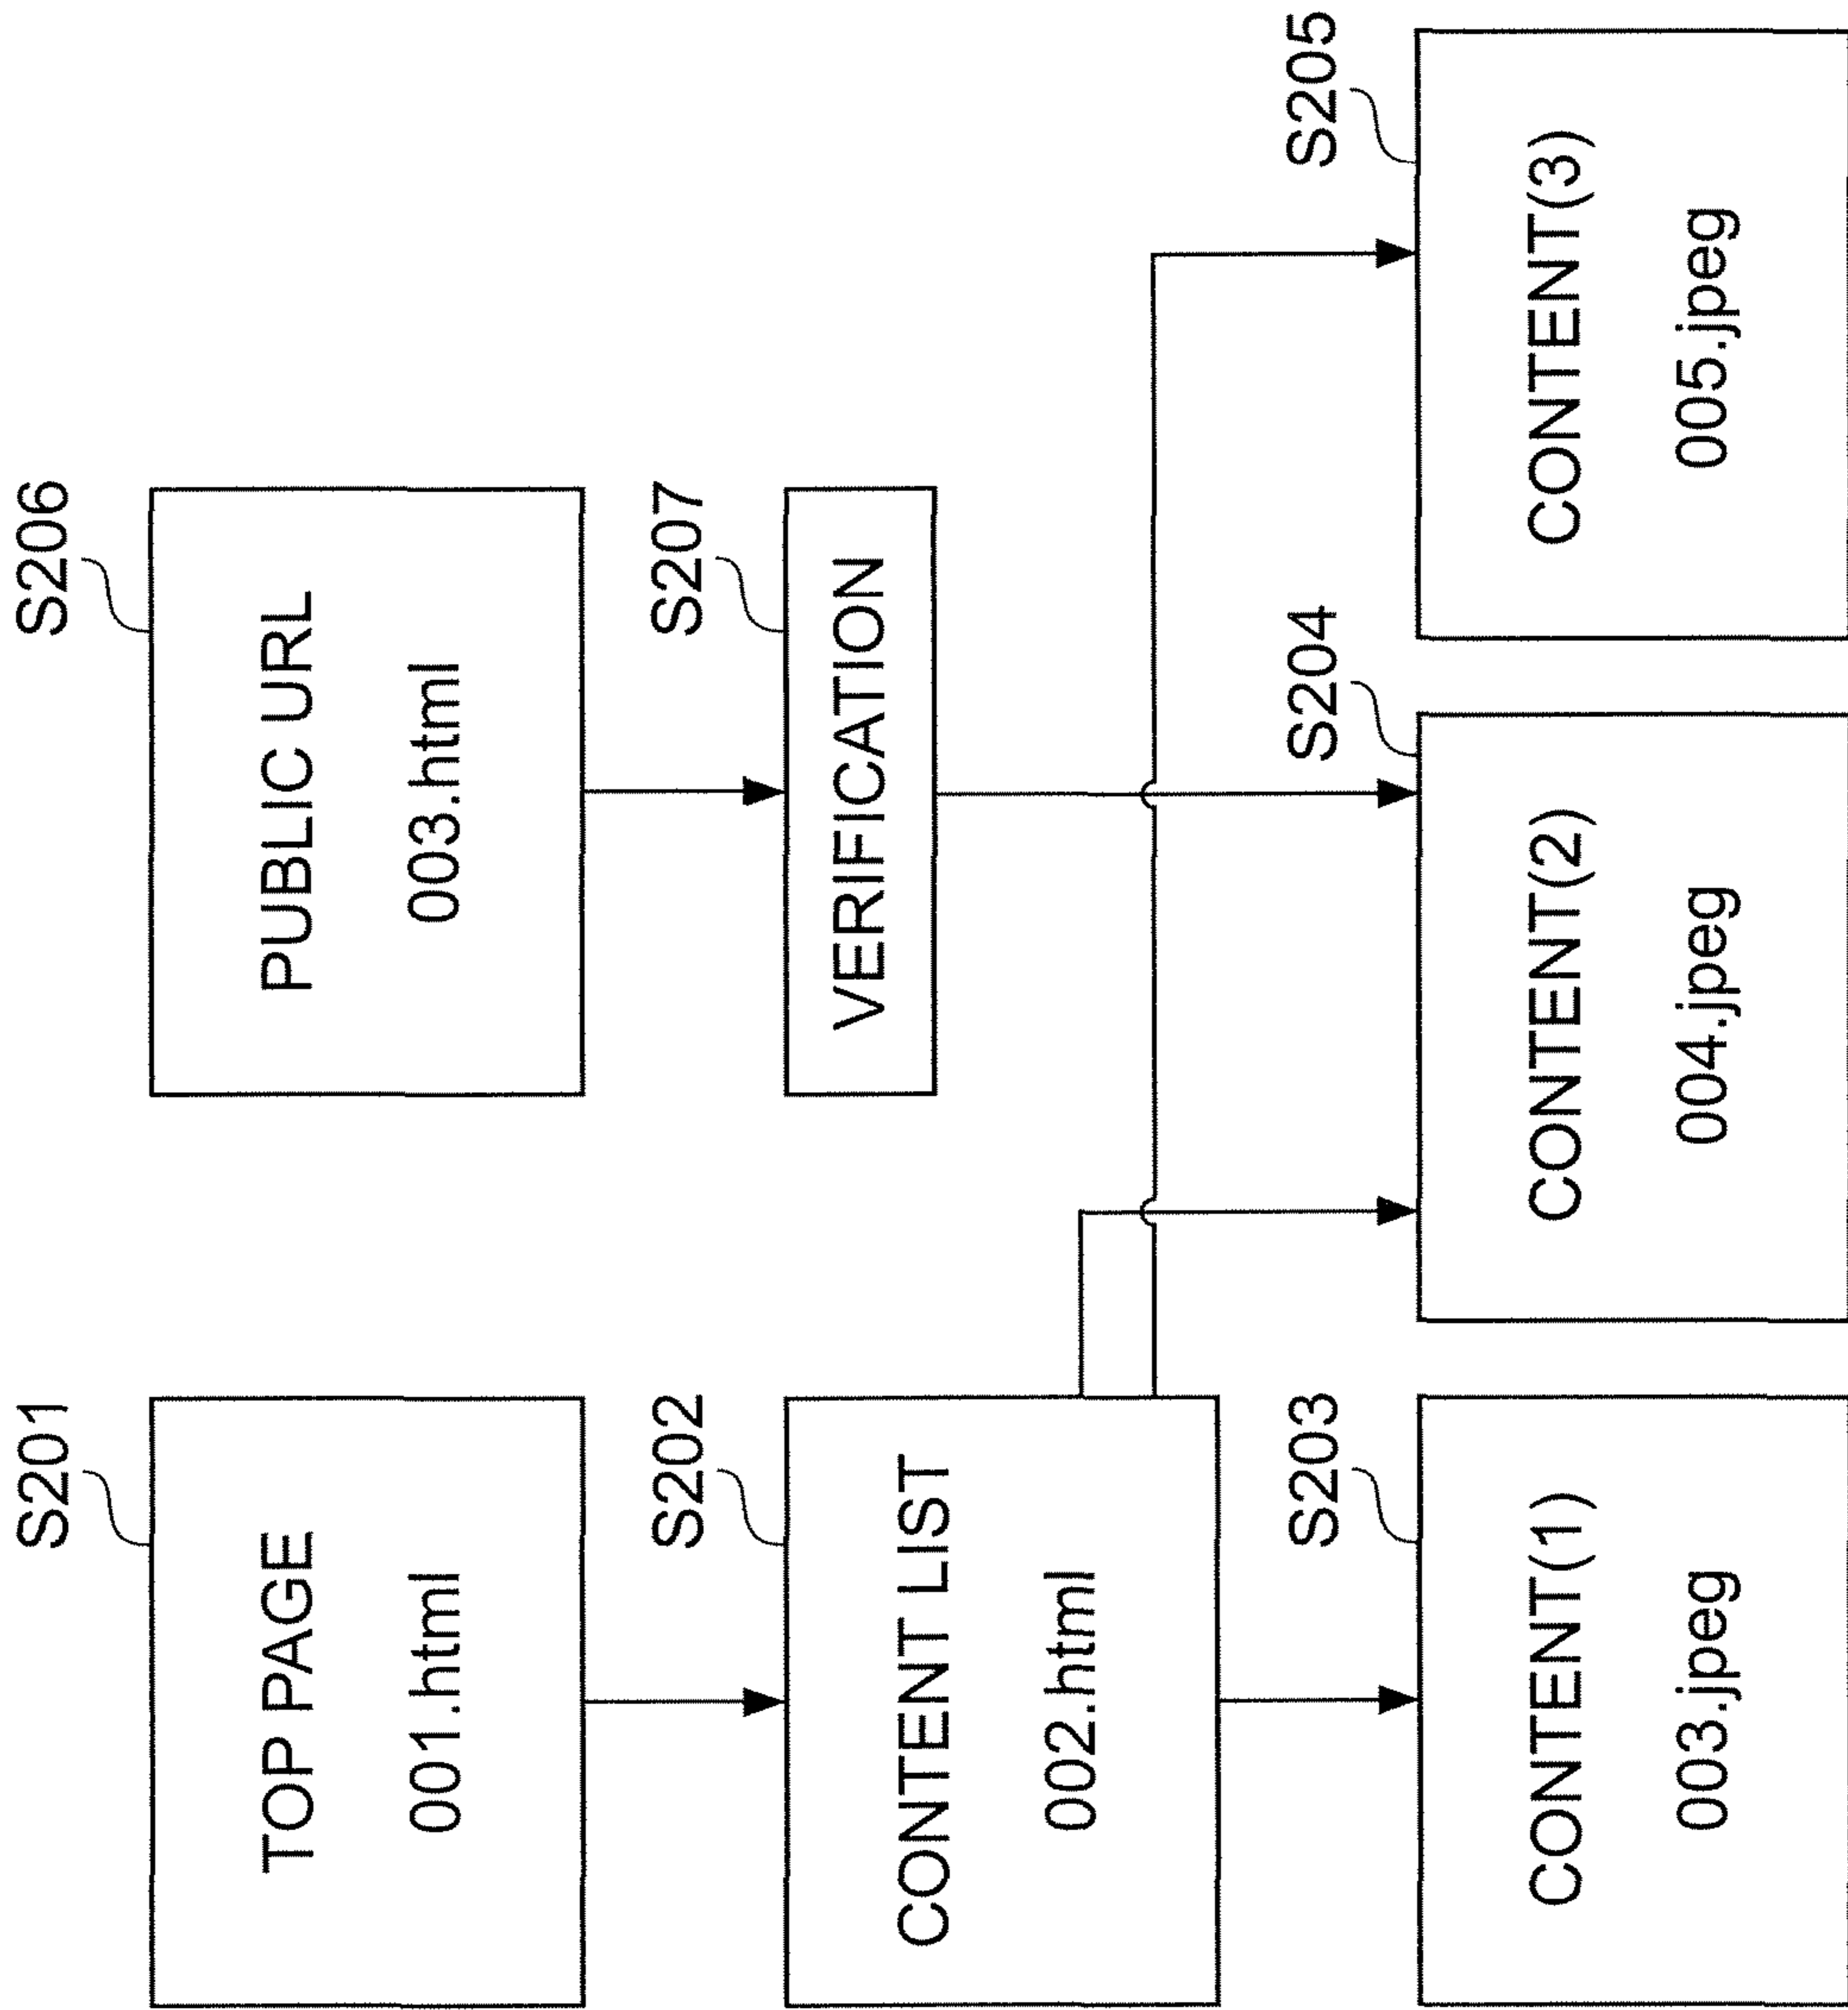 S201
TOP PAGE
001.html
S206
PUBLIC URL
003.html
S202
CONTENT LIST
002.html
S207
VERIFICATION
S203
CONTENT(1)
003.jpeg
S204
CONTENT(2)
004.jpeg
S205
CONTENT(3)
005.jpeg